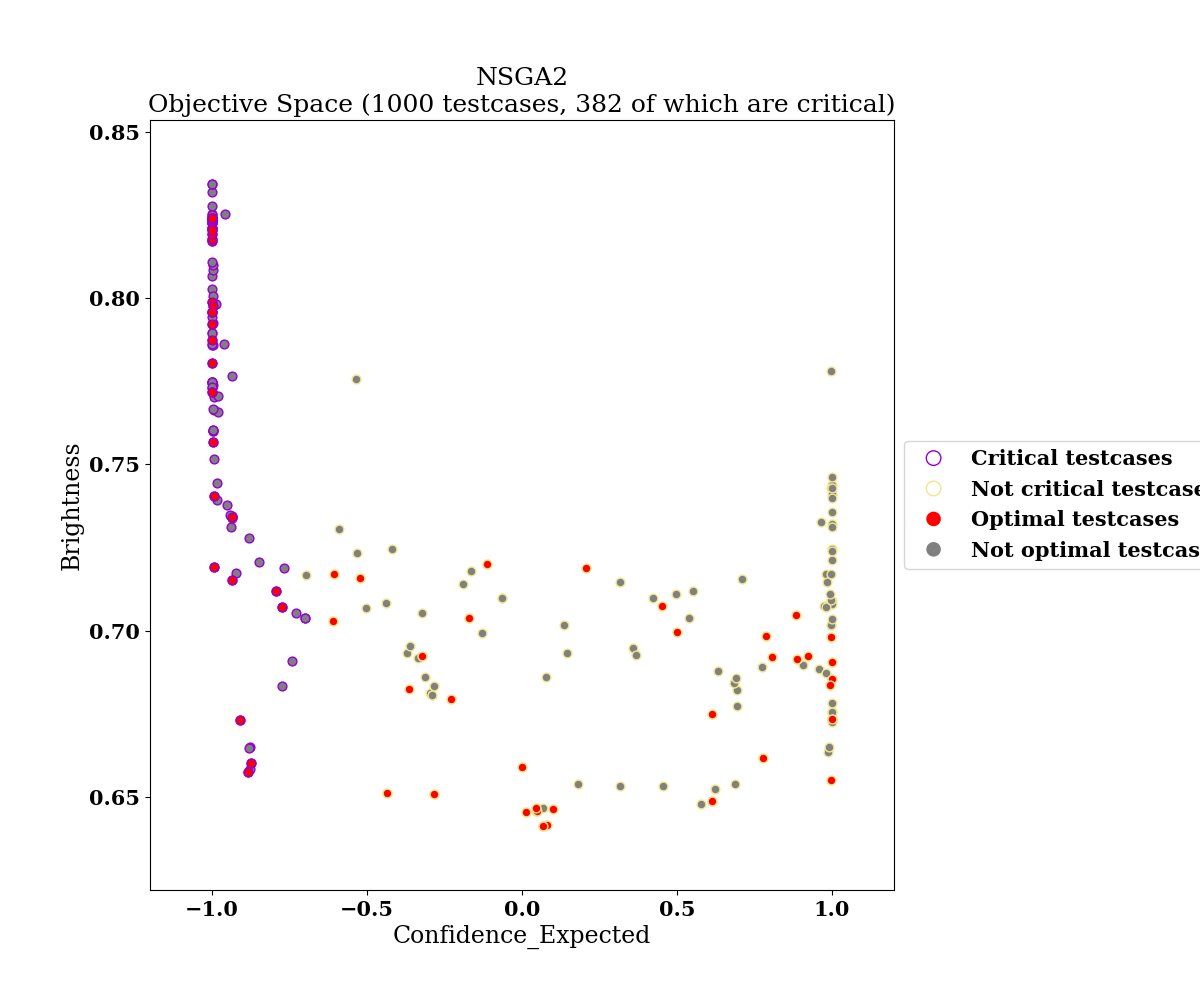 NSGA2
Objective Space (1000 testcases, 382 of which are critical)
0.85
0.80
0.75
0.70
0.65
Brightness
−1.0
−0.5
0.0
0.5
1.0
Confidence_Expected
Critical testcases
Not critical testcase
Optimal testcases
Not optimal testcas